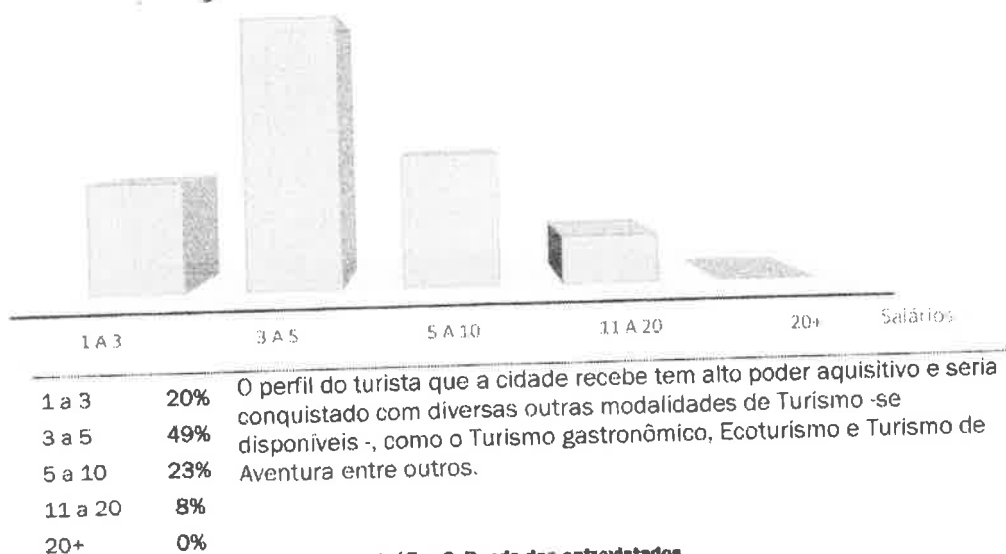 1 A 3 3 A 5 5 A 10 11 A 20 20+ Salários
1 a 3 20%
3 a 5 49%
5 a 10 23%
11 a 20 8%
20+ 0%
O perfil do turista que a cidade recebe tem alto poder aquisitivo e seria
conquistado com diversas outras modalidades de Turismo -se
disponíveis -, como o Turismo gastronômico, Ecoturismo e Turismo de
Aventura entre outros.
dos entrevistados